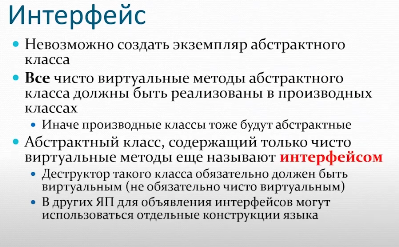 Интерфейс
Невозможно создать экземпляр абстрактного
класса
Все чисто виртуальные методы абстрактного
класса должны быть реализованы в производных
классах
Иначе производные классы тоже будут абстрактные
Абстрактный класс, содержащий только чисто
виртуальные методы еще называют интерфейсом
Деструктор такого класса обязательно должен быть
виртуальным (не обязательно чисто виртуальным)
В других ЯП для объявления интерфейсов могут
использоваться отдельные конструкции языка